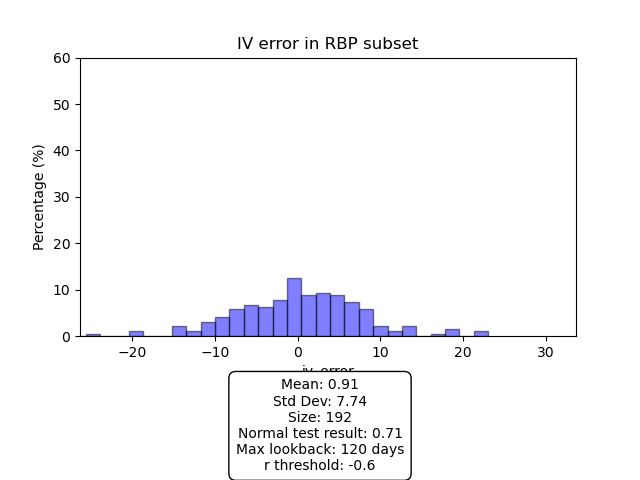 IV error in RBP subset
60
50
40
30
20
10
0
Percentage (%)
−20 −10 0 10 20 30
iv_error
Mean: 0.91
Std Dev: 7.74
Size: 192
Normal test result: 0.71
Max lookback: 120 days
r threshold: -0.6